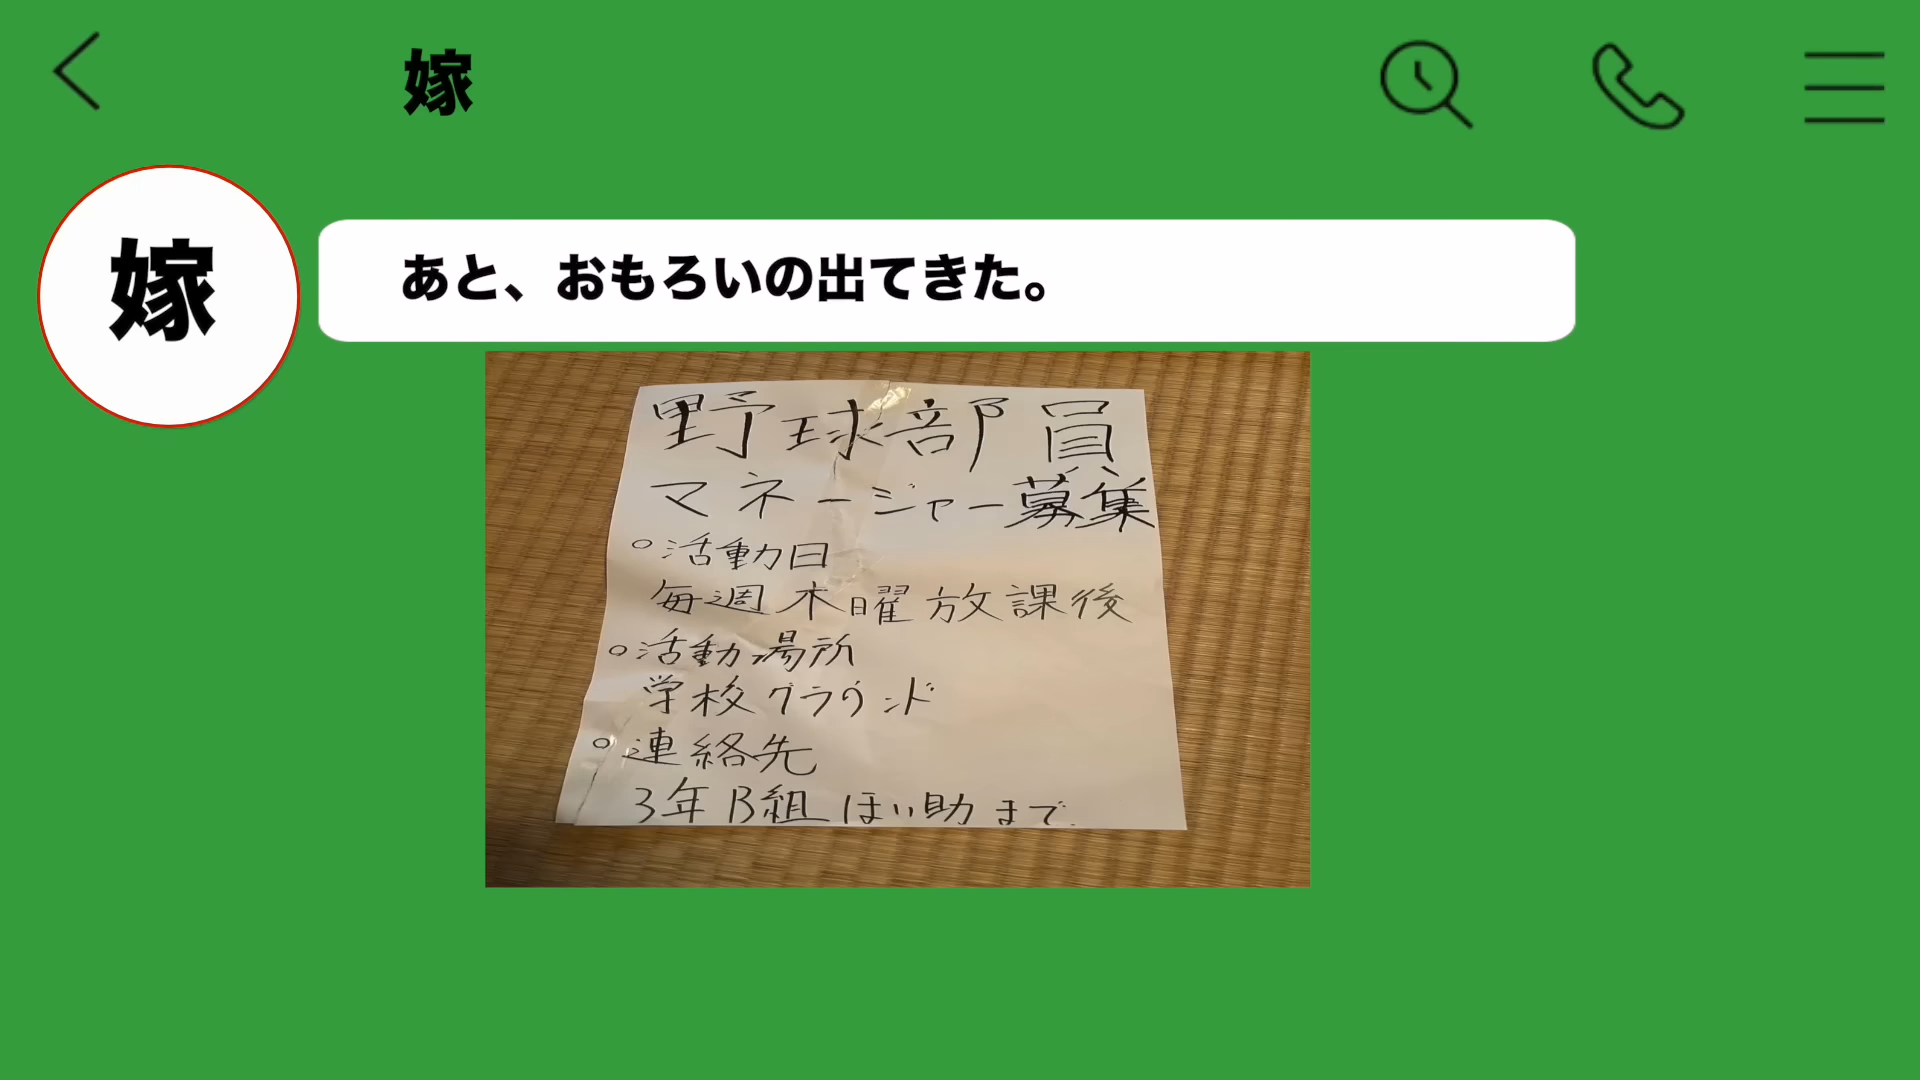 嫁
嫁
あと、おもろいの出てきた。
野球部員
マネージャー募集
○活動日
毎週木曜放課後
○活動場所
学校グラウンド
○連絡先
3年B組ほい助まで